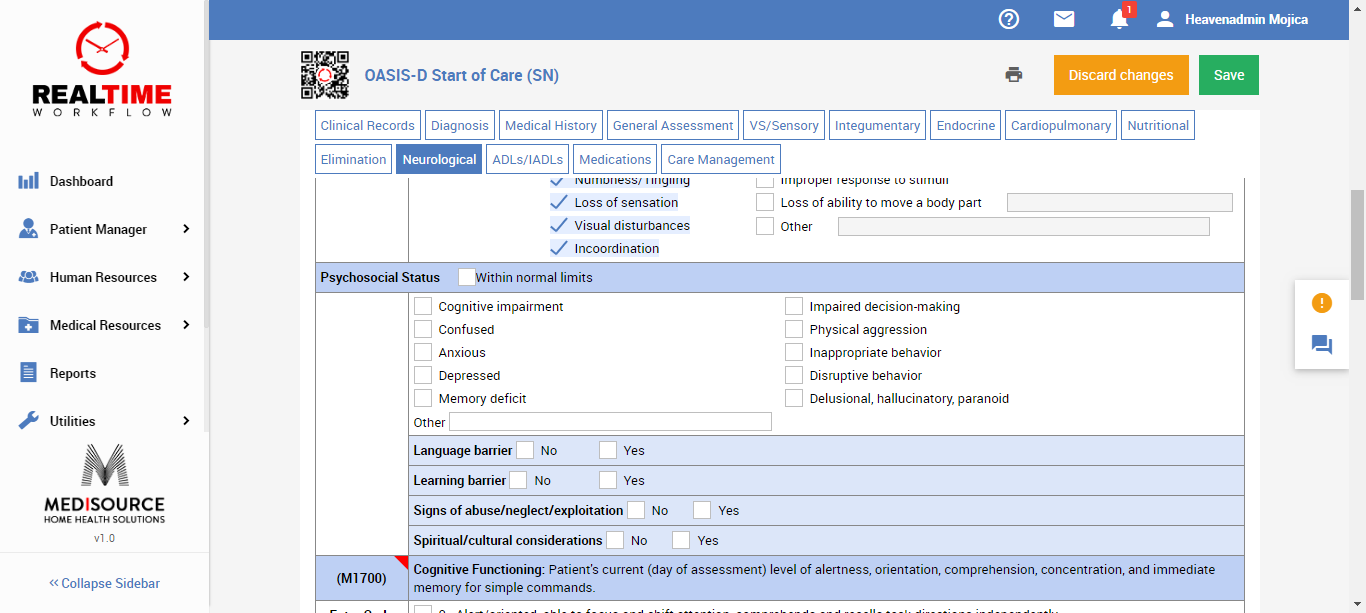 1
Heavenadmin Mojica
REALTIME
WORKFLOW
OASIS-D Start of Care (SN)
Discard changes
Save
Clinical Records
Diagnosis
Medical History
General Assessment
VS/Sensory
Integumentary
Endocrine
Cardiopulmonary
Nutritional
Elimination
Neurological
ADLs/IADLs
Medications
Care Management
Dashboard
Patient Manager
Human Resources
Medical Resources
Reports
Utilities
MEDISOURCE
HOME HEALTH SOLUTIONS
v1.0
Collapse Sidebar
Numbness/Tingling
Improper response to stimuli
Loss of sensation
Loss of ability to move a body part
Visual disturbances
Other
Incoordination
Psychosocial Status
Within normal limits
Cognitive impairment
Impaired decision-making
Confused
Physical aggression
Anxious
Inappropriate behavior
Depressed
Disruptive behavior
Memory deficit
Delusional, hallucinatory, paranoid
Other
Language barrier No Yes
Learning barrier No Yes
Signs of abuse/neglect/exploitation No Yes
Spiritual/cultural considerations No Yes
(M1700)
Cognitive Functioning: Patient's current (day of assessment) level of alertness, orientation, comprehension, concentration, and immediate
memory for simple commands.